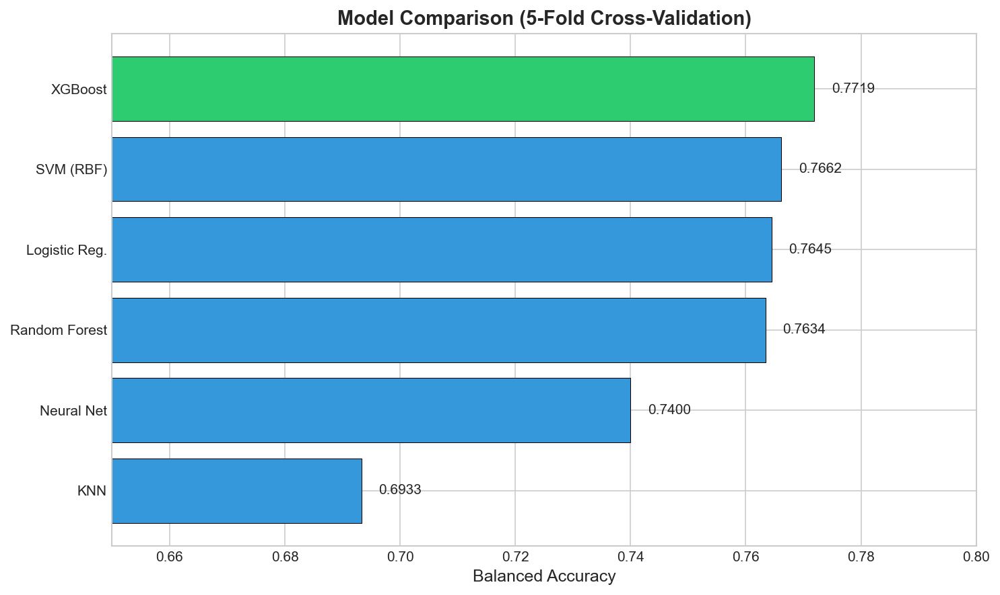 Model Comparison (5-Fold Cross-Validation)
XGBoost
0.7719
SVM (RBF)
0.7662
Logistic Reg.
0.7645
Random Forest
0.7634
Neural Net
0.7400
KNN
0.6933
0.66 0.68 0.70 0.72 0.74 0.76 0.78 0.80
Balanced Accuracy